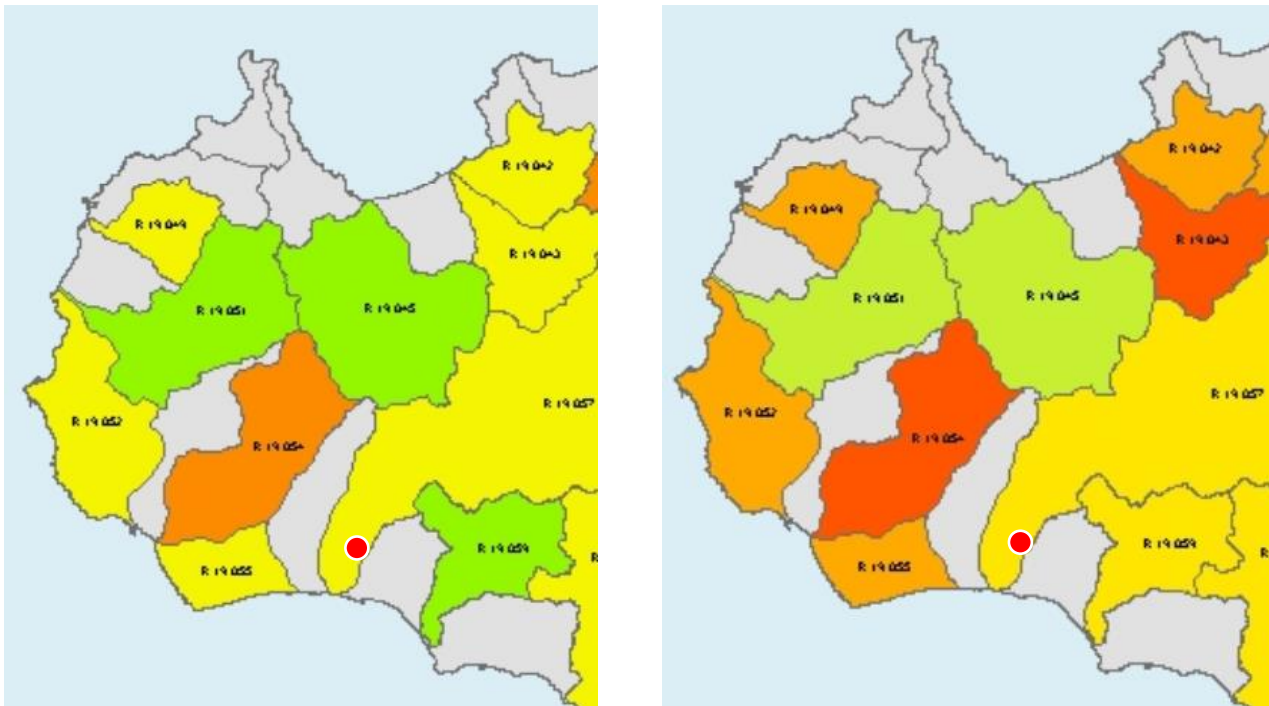 R 19 042
R 19 049
R 19 043
R 19 051
R 19 045
R 19 057
R 19 052
R 19 054
R 19 059
R 19 055
R
R 19 042
R 19 049
R 19 043
R 19 051
R 19 045
R 19 057
R 19 052
R 19 054
R 19 059
R 19 055
R